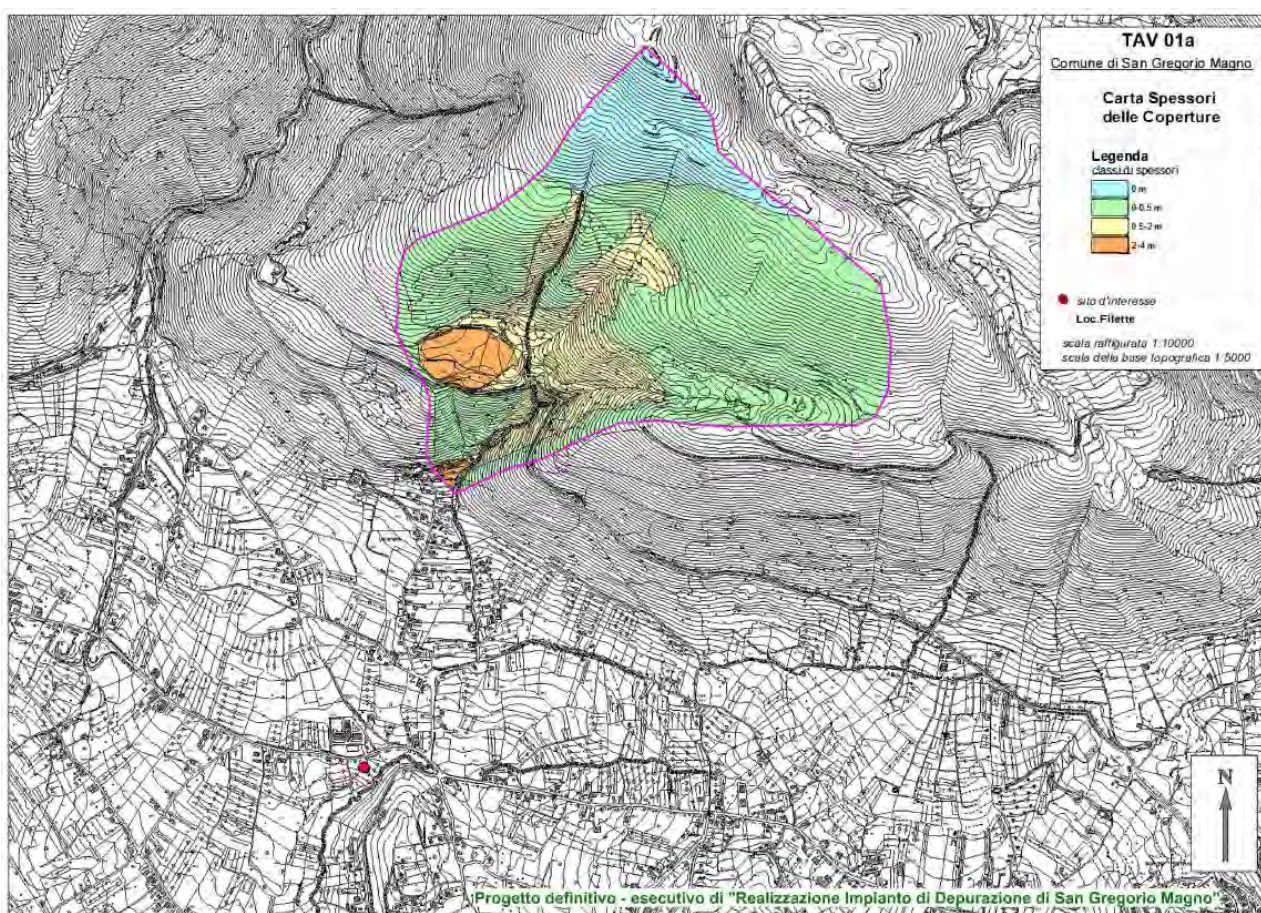 TAV 01a
Comune di San Gregorio Magno
Carta Spessori
delle Coperture
Legenda
classi di spessori
0 m
0-0,5 m
0,5-2 m
2-4 m
sito d'interesse
Loc.Filette
scala raffigurata 1:10000
scala della base topografica 1:5000
N
"Progetto definitivo - esecutivo di "Realizzazione Impianto di Depurazione di San Gregorio Magno"